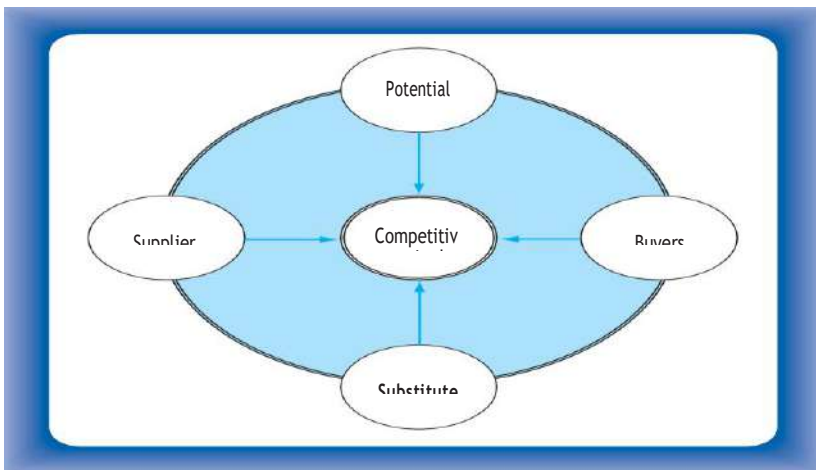 Potential
Supplier
Competitiv
Buyers
Substitute